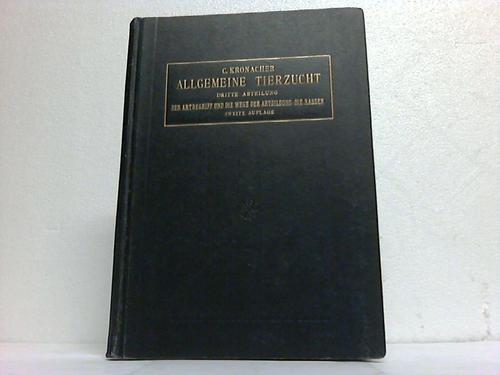 C. KRONACHER
ALLGEMEINE TIERZUCHT
DRITTE ABTEILUNG
DER ARTBEGRIFF UND DIE WEGE DER ARTBILDUNG · DIE RASSEN
ZWEITE AUFLAGE